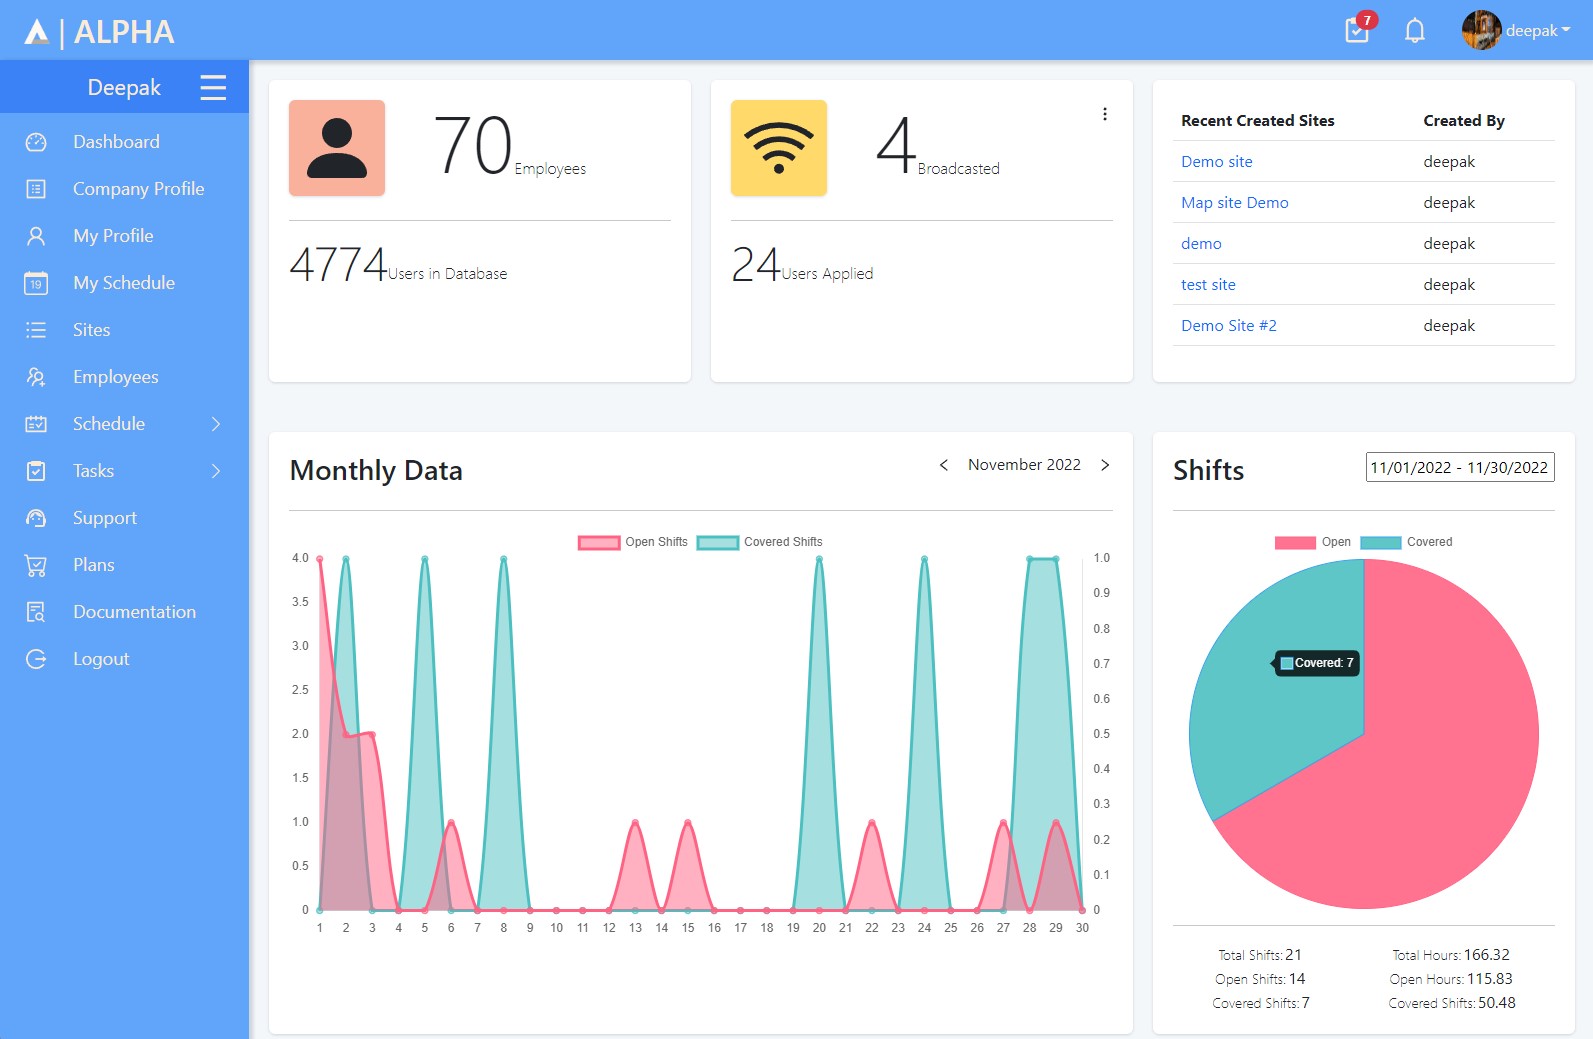 | ALPHA
7
deepak
Deepak
Dashboard
Company Profile
My Profile
19
My Schedule
Sites
Employees
Schedule
Tasks
Support
Plans
Documentation
Logout
70 Employees
4774 Users in Database
4 Broadcasted
24 Users Applied
Recent Created Sites Created By
Demo site deepak
Map site Demo deepak
demo deepak
test site deepak
Demo Site #2 deepak
Monthly Data
< November 2022 >
Open Shifts Covered Shifts
4.0 1.0
3.5 0.9
0.8
3.0 0.7
2.5 0.6
2.0 0.5
1.5 0.4
0.3
1.0 0.2
0.5 0.1
0 0
1 2 3 4 5 6 7 8 9 10 11 12 13 14 15 16 17 18 19 20 21 22 23 24 25 26 27 28 29 30
Shifts
11/01/2022 - 11/30/2022
Open Covered
Covered: 7
Total Shifts: 21 Total Hours: 166.32
Open Shifts: 14 Open Hours: 115.83
Covered Shifts: 7 Covered Shifts: 50.48